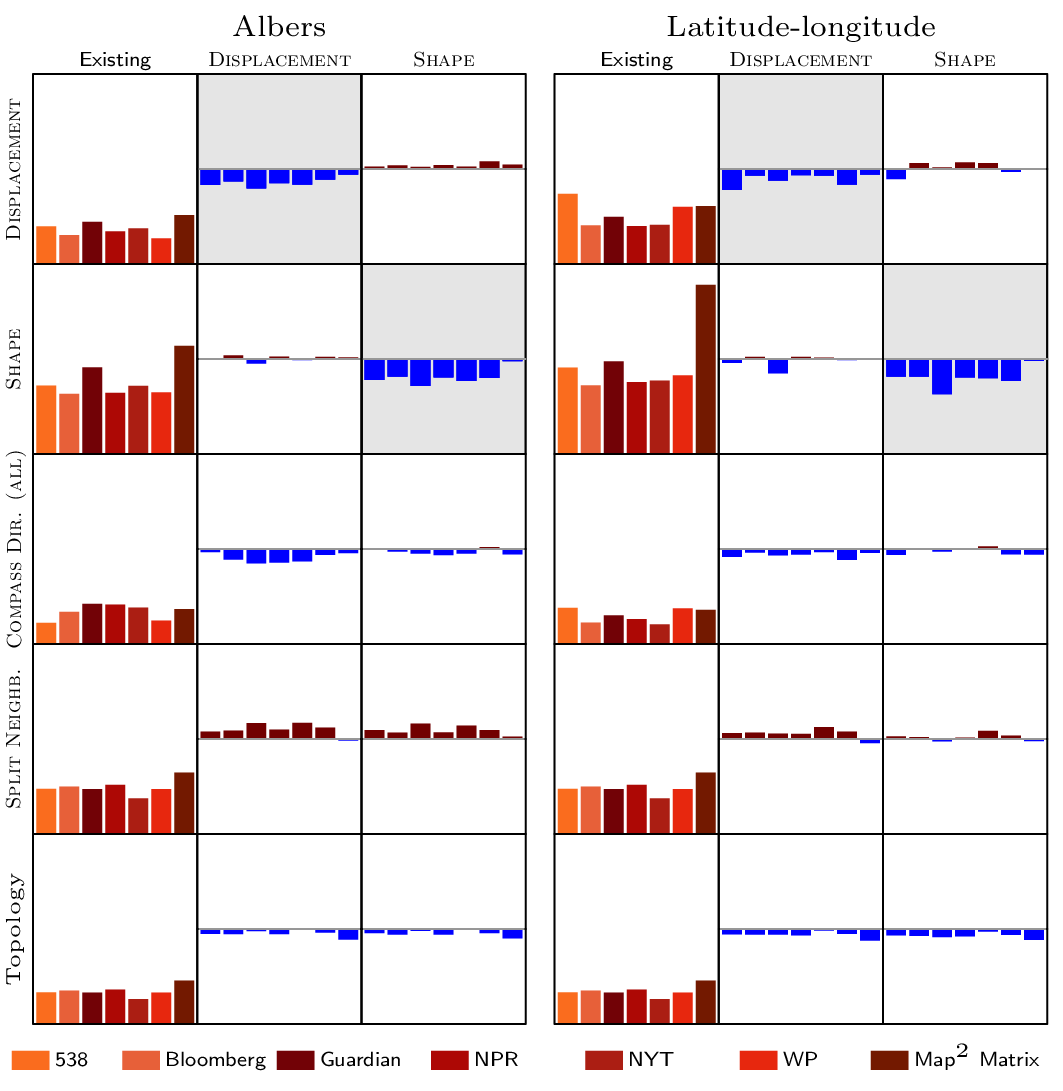 Albers Latitude-longitude
Existing DISPLACEMENT SHAPE Existing DISPLACEMENT SHAPE
DISPLACEMENT
SHAPE
COMPASS DIR. (ALL)
SPLIT NEIGHB.
Topology
538 Bloomberg Guardian NPR NYT WP Map² Matrix